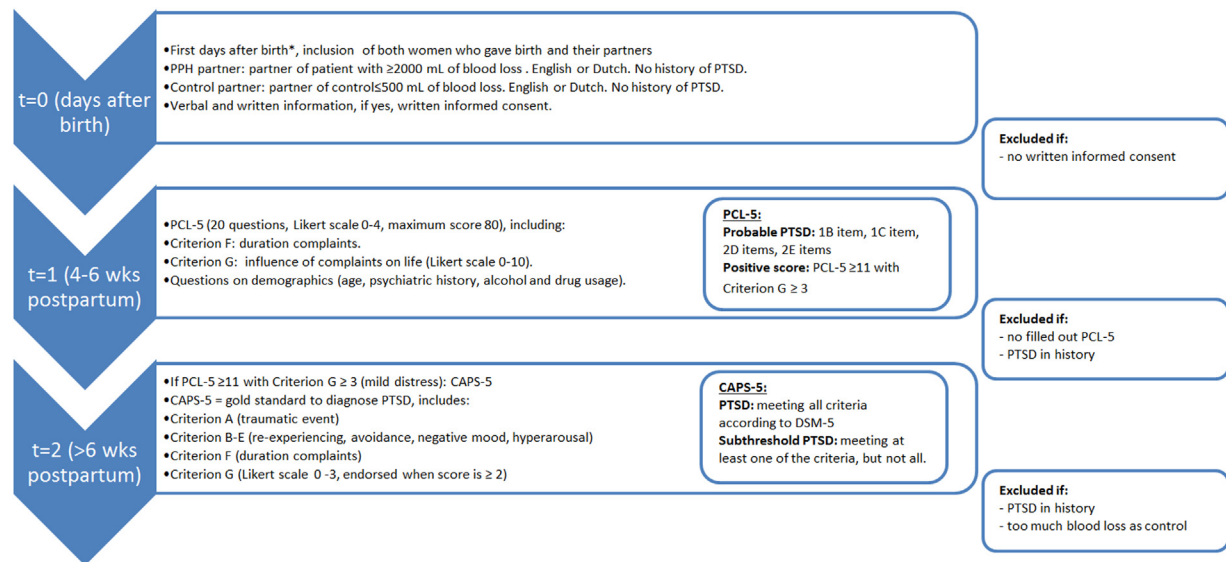 t=0 (days after
birth)
•First days after birth*, inclusion  of both women who gave birth and their partners
•PPH partner: partner of patient with ≥2000 mL of blood loss . English or Dutch. No history of PTSD.
•Control partner: partner of control≤500 mL of blood loss. English or Dutch. No history of PTSD.
•Verbal and written information, if yes, written informed consent.
Excluded if:
- no written informed consent
t=1 (4-6 wks
postpartum)
•PCL-5 (20 questions, Likert scale 0-4, maximum score 80), including:
•Criterion F: duration complaints.
•Criterion G:  influence of complaints on life (Likert scale 0-10).
•Questions on demographics (age, psychiatric history, alcohol and drug usage).
PCL-5:
Probable PTSD: 1B item, 1C item,
2D items, 2E items
Positive score: PCL-5 ≥11 with
Criterion G ≥ 3
Excluded if:
- no filled out PCL-5
- PTSD in history
t=2 (>6 wks
postpartum)
•If PCL-5 ≥11 with Criterion G ≥ 3 (mild distress): CAPS-5
•CAPS-5 = gold standard to diagnose PTSD, includes:
•Criterion A (traumatic event)
•Criterion B-E (re-experiencing, avoidance, negative mood, hyperarousal)
•Criterion F (duration complaints)
•Criterion G (Likert scale  0 -3, endorsed when score is ≥ 2)
CAPS-5:
PTSD: meeting all criteria
according to DSM-5
Subthreshold PTSD: meeting at
least one of the criteria, but not all.
Excluded if:
- PTSD in history
- too much blood loss as control